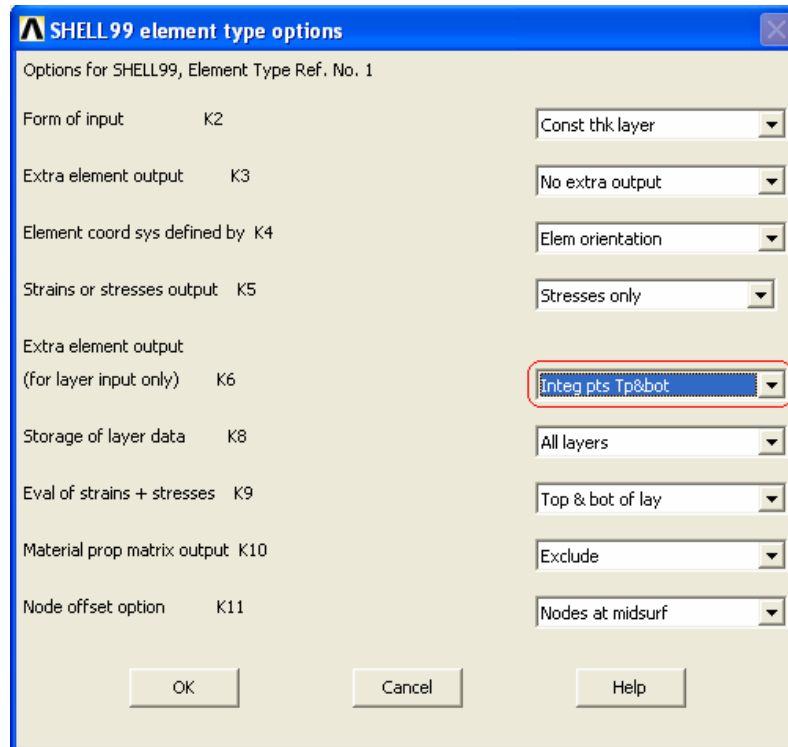 SHELL99 element type options
Options for SHELL99, Element Type Ref. No. 1
Form of input K2 Const thk layer
Extra element output K3 No extra output
Element coord sys defined by K4 Elem orientation
Strains or stresses output K5 Stresses only
Extra element output
(for layer input only) K6 Integ pts Tp&bot
Storage of layer data K8 All layers
Eval of strains + stresses K9 Top & bot of lay
Material prop matrix output K10 Exclude
Node offset option K11 Nodes at midsurf
OK Cancel Help